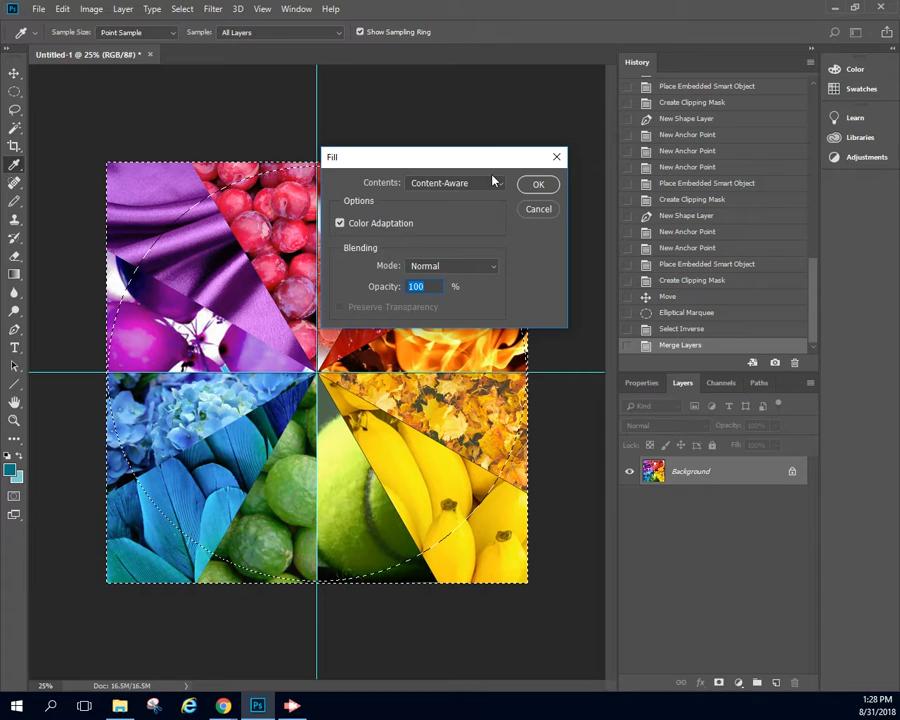 Ps File Edit Image Layer Type Select Filter 3D View Window Help
Sample Size: Point Sample Sample: All Layers Show Sampling Ring
Untitled-1 @ 25% (RGB/8#) *
History
Place Embedded Smart Object
Create Clipping Mask
New Shape Layer
New Anchor Point
New Anchor Point
New Anchor Point
Place Embedded Smart Object
Create Clipping Mask
New Shape Layer
New Anchor Point
New Anchor Point
Place Embedded Smart Object
Create Clipping Mask
Move
Elliptical Marquee
Select Inverse
Merge Layers
Color
Swatches
Learn
Libraries
Adjustments
Fill
Contents: Content-Aware
OK
Options
Cancel
Color Adaptation
Blending
Mode: Normal
Opacity: 100 %
Preserve Transparency
Properties Layers Channels Paths
Kind
Normal Opacity: 100%
Lock: Fill: 100%
Background
25% Doc: 16.5M/16.5M
Ps
1:28 PM
8/31/2018